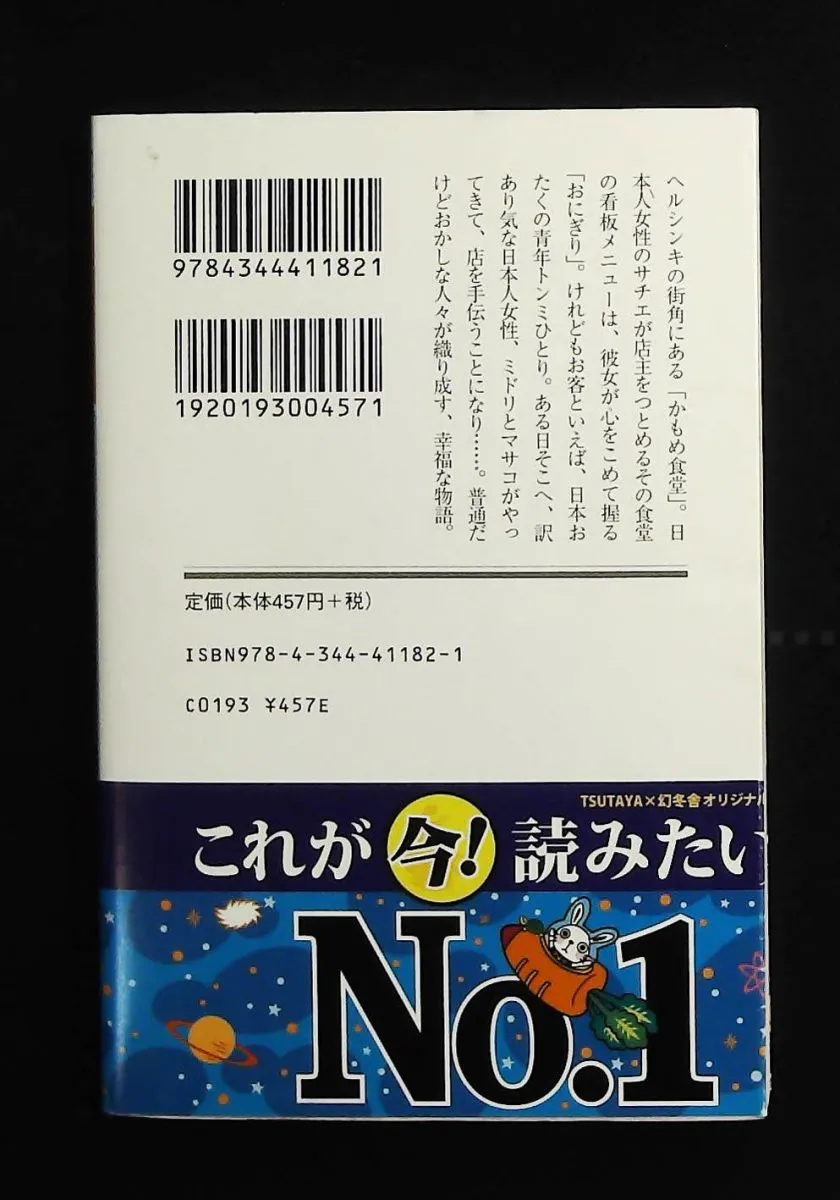 ヘルシンキの街角にある「かもめ食堂」。日
本人女性のサチエが店主をつとめるその食堂
の看板メニューは、彼女が心をこめて握る
「おにぎり」。けれどもお客といえば、日本お
たくの青年トンミひとり。ある日そこへ、訳
あり気な日本人女性、ミドリとマサコがやっ
てきて、店を手伝うことになり……。普通だ
けどおかしな人々が織り成す、幸福な物語。
9784344411821
1920193004571
定価(本体457円+税)
ISBN978-4-344-41182-1
C0193 ¥457E
TSUTAYA×幻冬舎オリジナル
これが今!読みたい
No.1